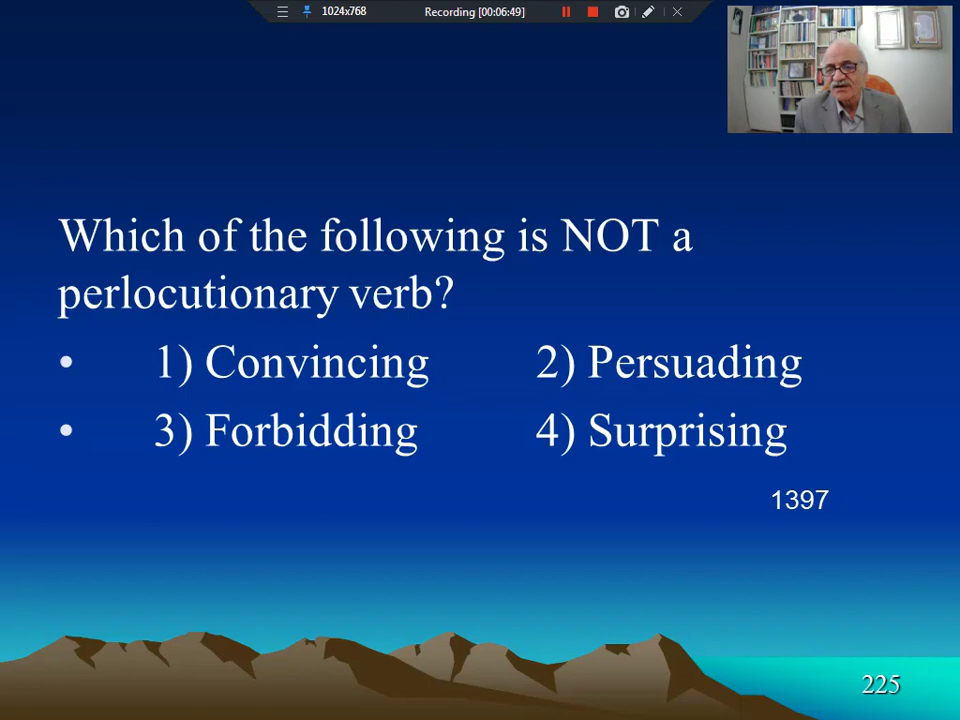 1024x768 Recording [00:06:49]
Which of the following is NOT a
perlocutionary verb?
• 1) Convincing 2) Persuading
• 3) Forbidding 4) Surprising
1397
225